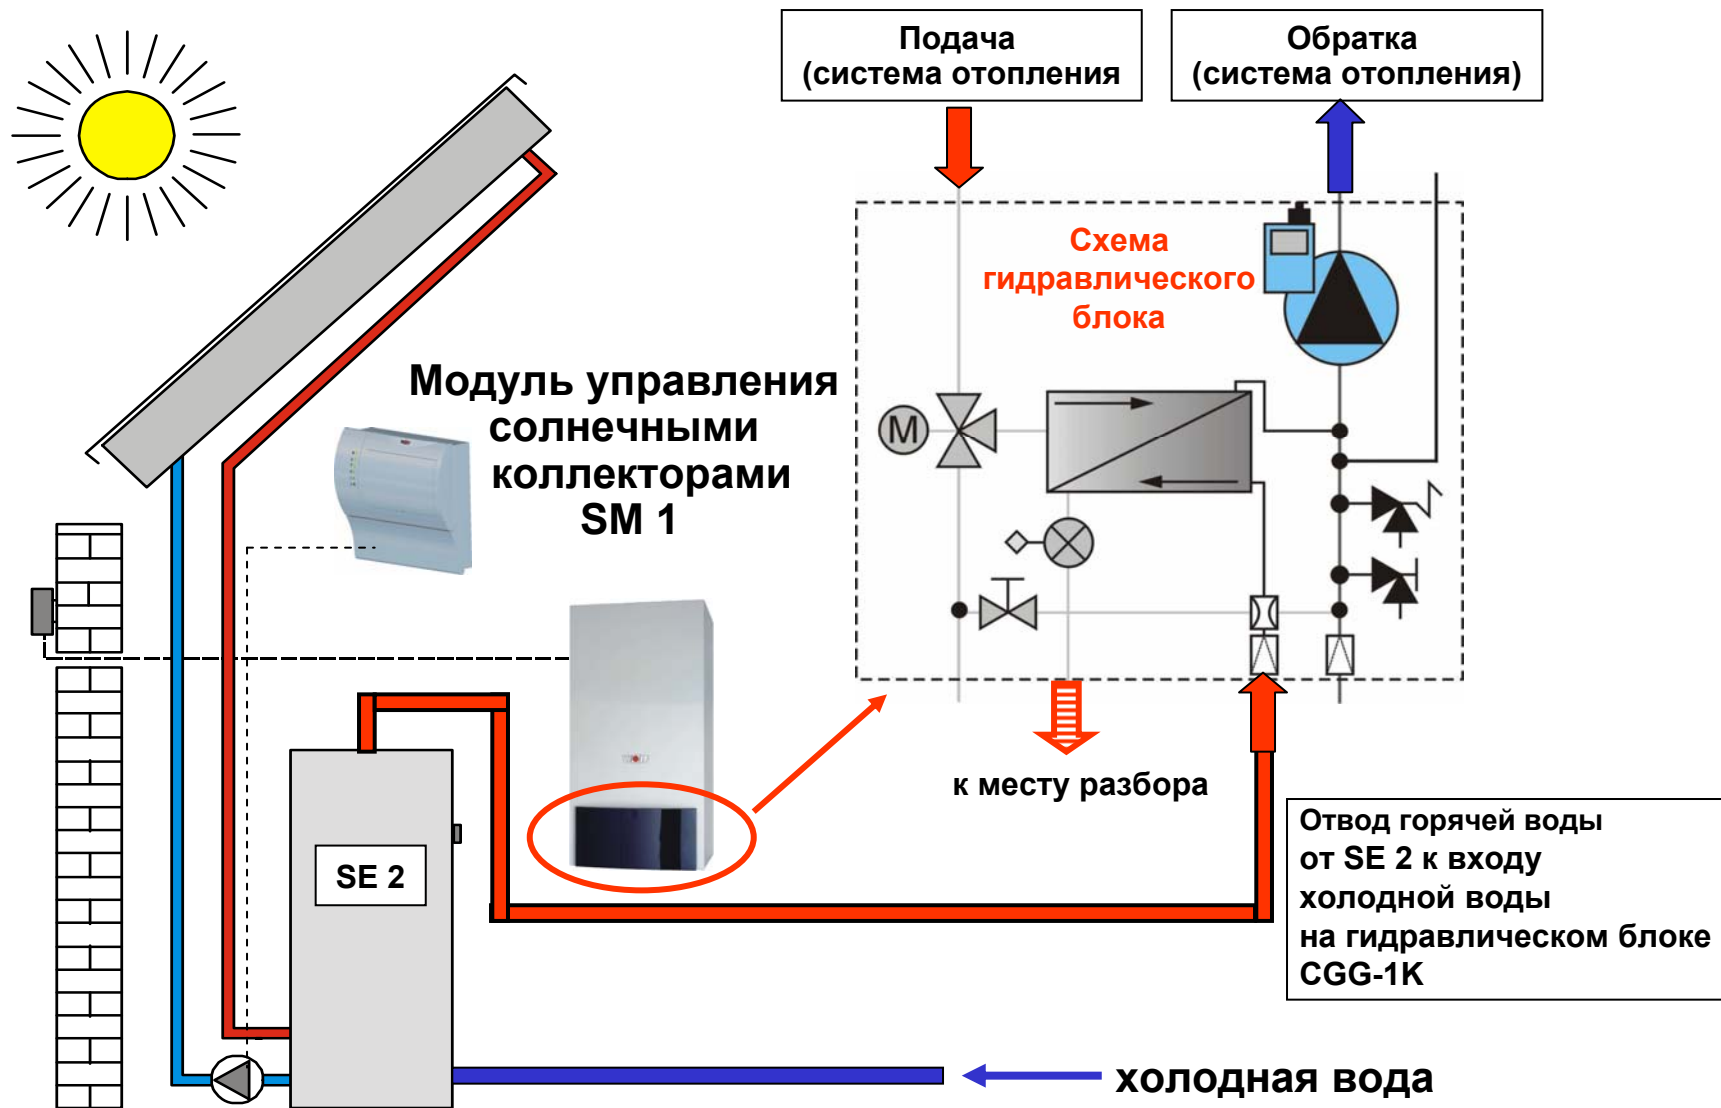 Подача
(система отопления
Обратка
(система отопления)
Схема
гидравлического
блока
M
Модуль управления
солнечными
коллекторами
SM 1
к месту разбора
SE 2
Отвод горячей воды
от SE 2 к входу
холодной воды
на гидравлическом блоке
CGG-1K
холодная вода